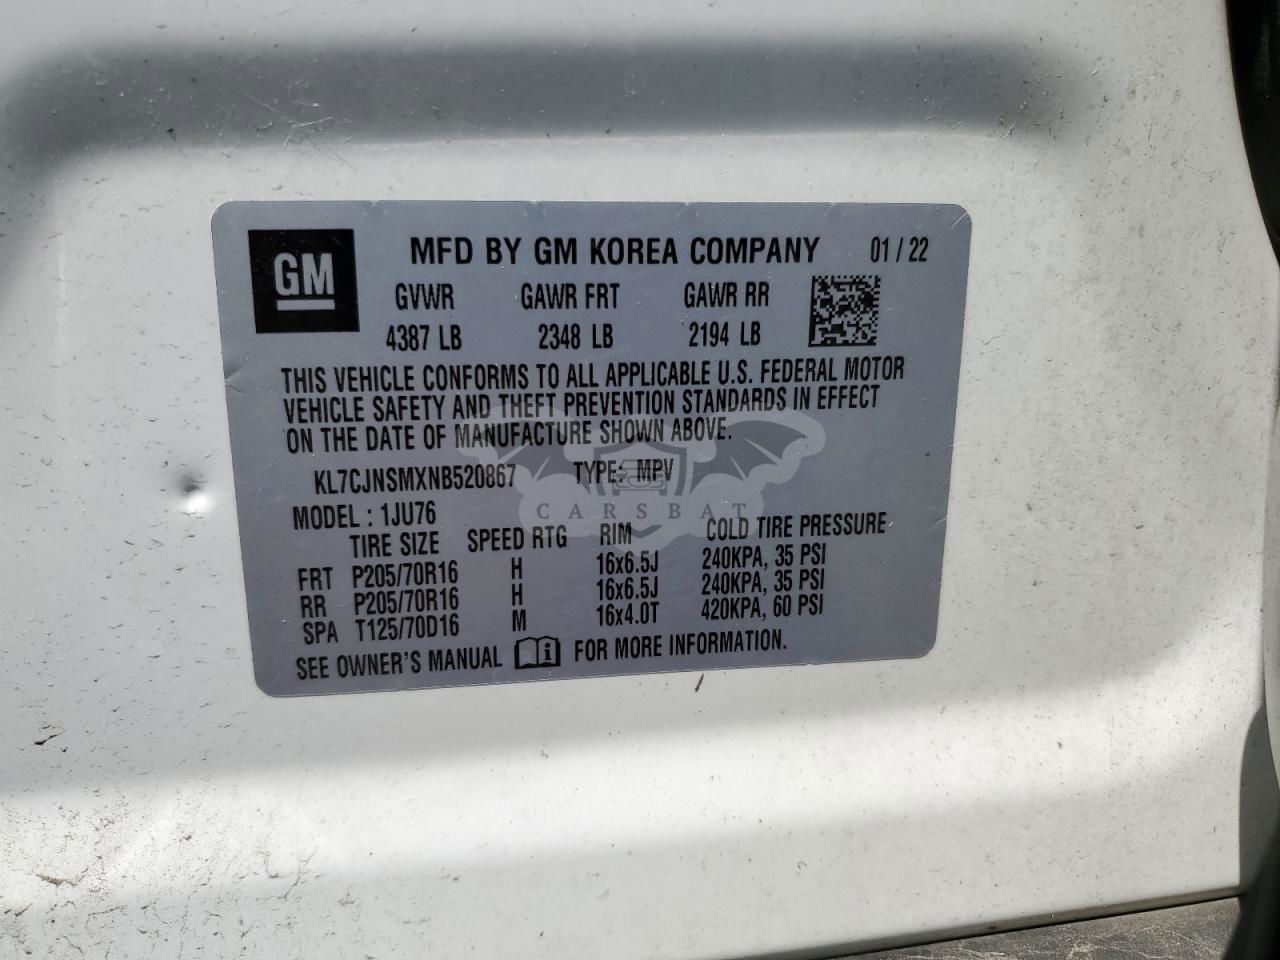 GM
MFD BY GM KOREA COMPANY 01 / 22
GVWR GAWR FRT GAWR RR
4387 LB 2348 LB 2194 LB
THIS VEHICLE CONFORMS TO ALL APPLICABLE U.S. FEDERAL MOTOR
VEHICLE SAFETY AND THEFT PREVENTION STANDARDS IN EFFECT
ON THE DATE OF MANUFACTURE SHOWN ABOVE.
KL7CJNSMXNB520867 TYPE: MPV
CARSBAT
MODEL : 1JU76
TIRE SIZE SPEED RTG RIM COLD TIRE PRESSURE
FRT P205/70R16 H 16x6.5J 240KPA, 35 PSI
RR P205/70R16 H 16x6.5J 240KPA, 35 PSI
SPA T125/70D16 M 16x4.0T 420KPA, 60 PSI
SEE OWNER'S MANUAL FOR MORE INFORMATION.